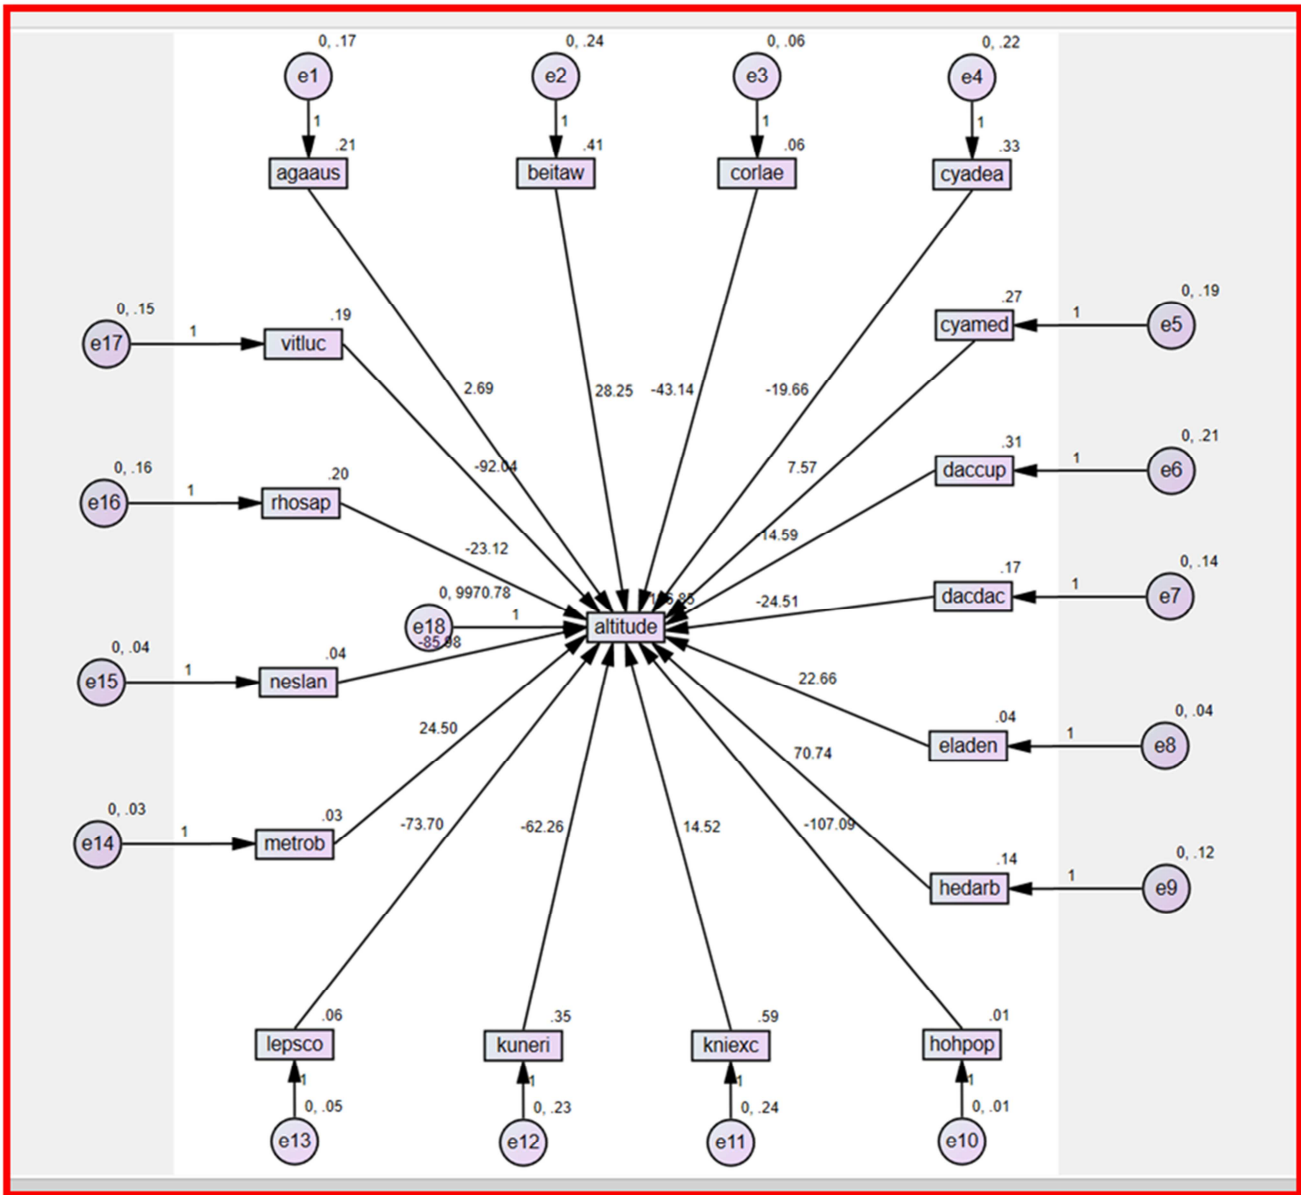 0, .17
0, .24
0, .06
0, .22
e1
e2
e3
e4
1
1
1
1
.21
.41
.06
.33
agaaus
beitaw
corlae
cyadea
0, .15
.19
.27
0, .19
e17
1
vitluc
cyamed
1
e5
2.69
28.25
-43.14
-19.66
0, .16
.20
-92.04
7.57
.31
0, .21
e16
1
rhosap
daccup
1
e6
-23.12
0, 9970.78
14.59
.17
0, .14
e18
1
altitude
-24.51
dacdac
1
e7
-85.98
0, .04
.04
e15
1
neslan
22.66
.04
0, .04
24.50
70.74
eladen
1
e8
0, .03
.03
e14
1
metrob
-73.70
-62.26
14.52
-107.09
.14
0, .12
hedarb
1
e9
.06
.35
.59
.01
lepsco
kuneri
kniexc
hohpop
1
1
1
1
0, .05
0, .23
0, .24
0, .01
e13
e12
e11
e10